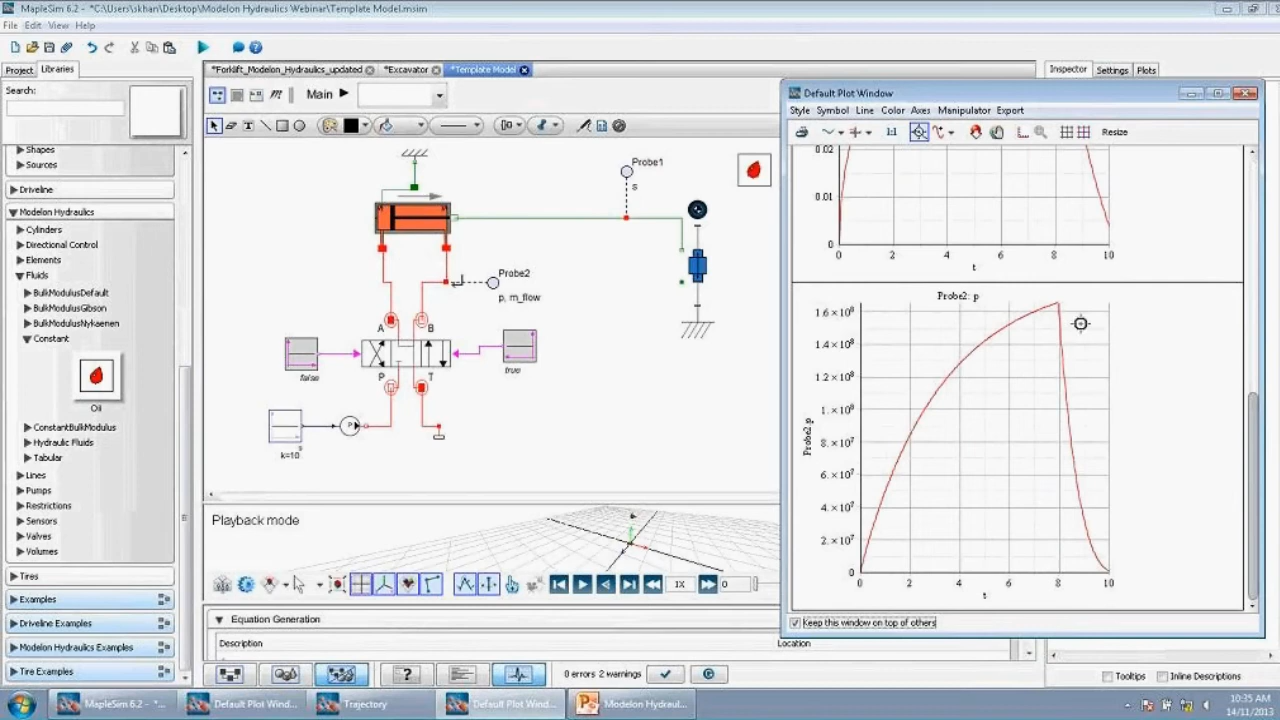 MapleSim 6.2 - *C:\Users\skhan\Desktop\Modelon Hydraulics Webinar\Template Model.msim
File Edit View Help
Project Libraries
Search:
Shapes
Sources
Driveline
Modelon Hydraulics
Cylinders
Directional Control
Elements
Fluids
BulkModulusDefault
BulkModulusGibson
BulkModulusNykaenen
Constant
Oil
ConstantBulkModulus
Hydraulic Fluids
Tabular
Lines
Pumps
Restrictions
Sensors
Valves
Volumes
Tires
Examples
Driveline Examples
Modelon Hydraulics Examples
Tire Examples
*Forklift_Modelon_Hydraulics_updated *Excavator *Template Model
Main
Probe1
s
Probe2
p, m_flow
A B
false
true
P T
P
k=10
s
Playback mode
1X 0
Equation Generation
Description Location
0 errors 2 warnings
Inspector Settings Plots
Default Plot Window
Style Symbol Line Color Axes Manipulator Export
1:1 Resize
0.02
0.01
0
0 2 4 6 8 10
t
Probe2: p
1.6 × 10⁸
1.4 × 10⁸
1.2 × 10⁸
1. × 10⁸
8. × 10⁷
6. × 10⁷
4. × 10⁷
2. × 10⁷
0
Probe2.p
0 2 4 6 8 10
t
Keep this window on top of others
Tooltips Inline Descriptions
MapleSim 6.2 - *... Default Plot Wind... Trajectory Default Plot Wind... Modelon Hydraul...
10:35 AM
14/11/2013